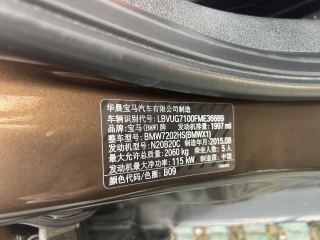 华晨宝马汽车有限公司制造
车辆识别代号: LBVUG7100FME36689
品牌: 宝马(BMW)牌 发动机排量: 1997 ml
整车型号: BMW7202HS(BMWX1)
发动机型号: N20B20C 制造年月: 2015.08
最大允许总质量: 2060 kg 乘坐人数: 5 人
发动机最大净功率: 115 kW 制造国: 中国
颜色代码/色番: B09